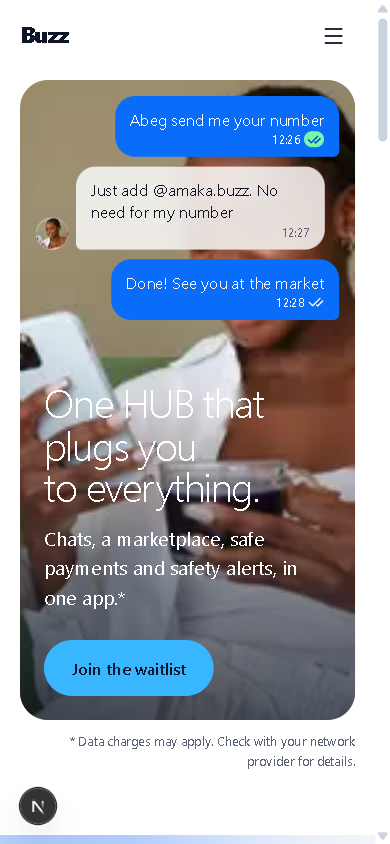 Buzz
Abeg send me your number
12:26
Just add @amaka.buzz. No
need for my number
12:27
Done! See you at the market
12:28
One HUB that
plugs you
to everything.
Chats, a marketplace, safe
payments and safety alerts, in
one app.*
Join the waitlist
* Data charges may apply. Check with your network
provider for details.
N